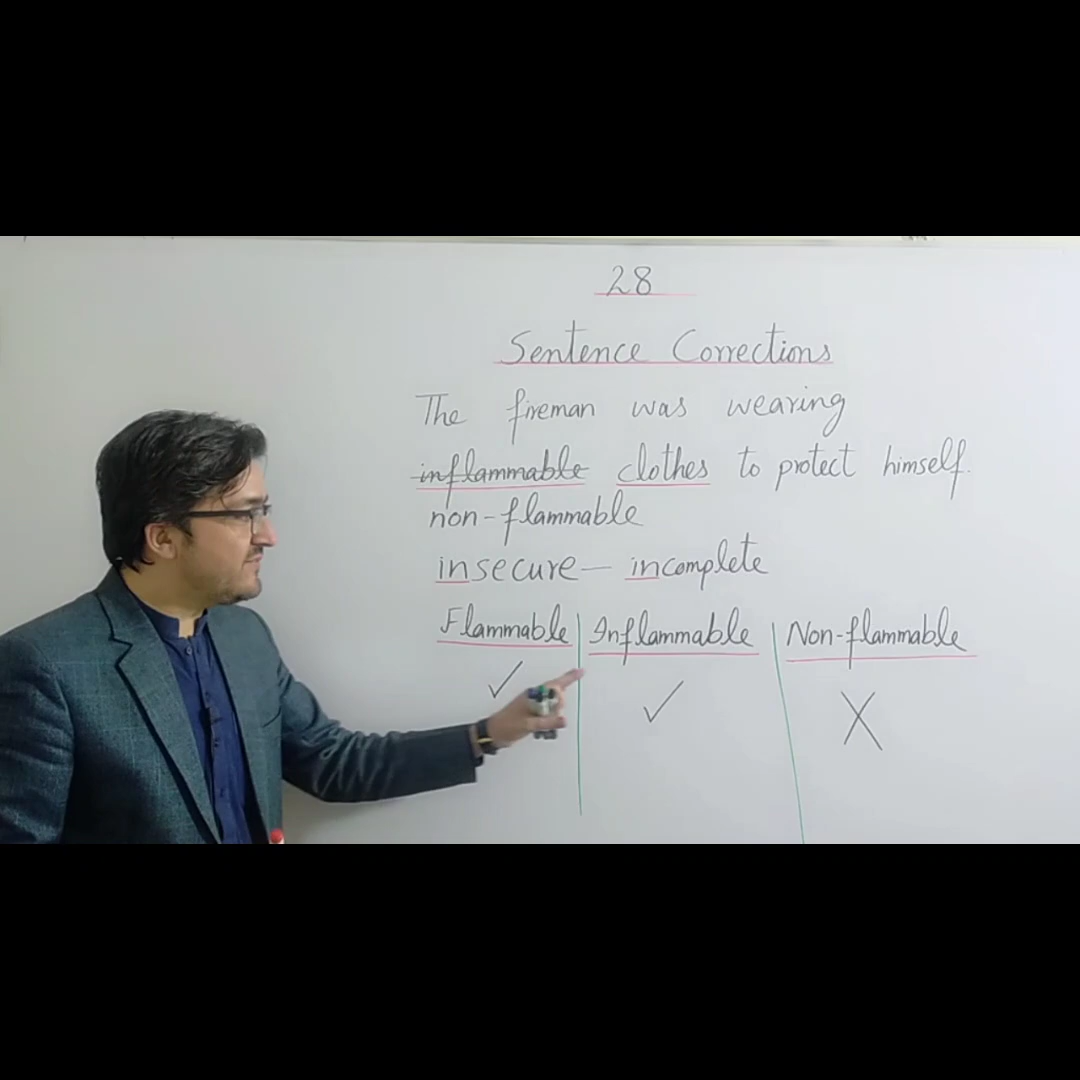 28
Sentence Corrections
The fireman was wearing
inflammable clothes to protect himself.
non-flammable
insecure — incomplete
Flammable Inflammable Non-flammable
✓ ✓ X